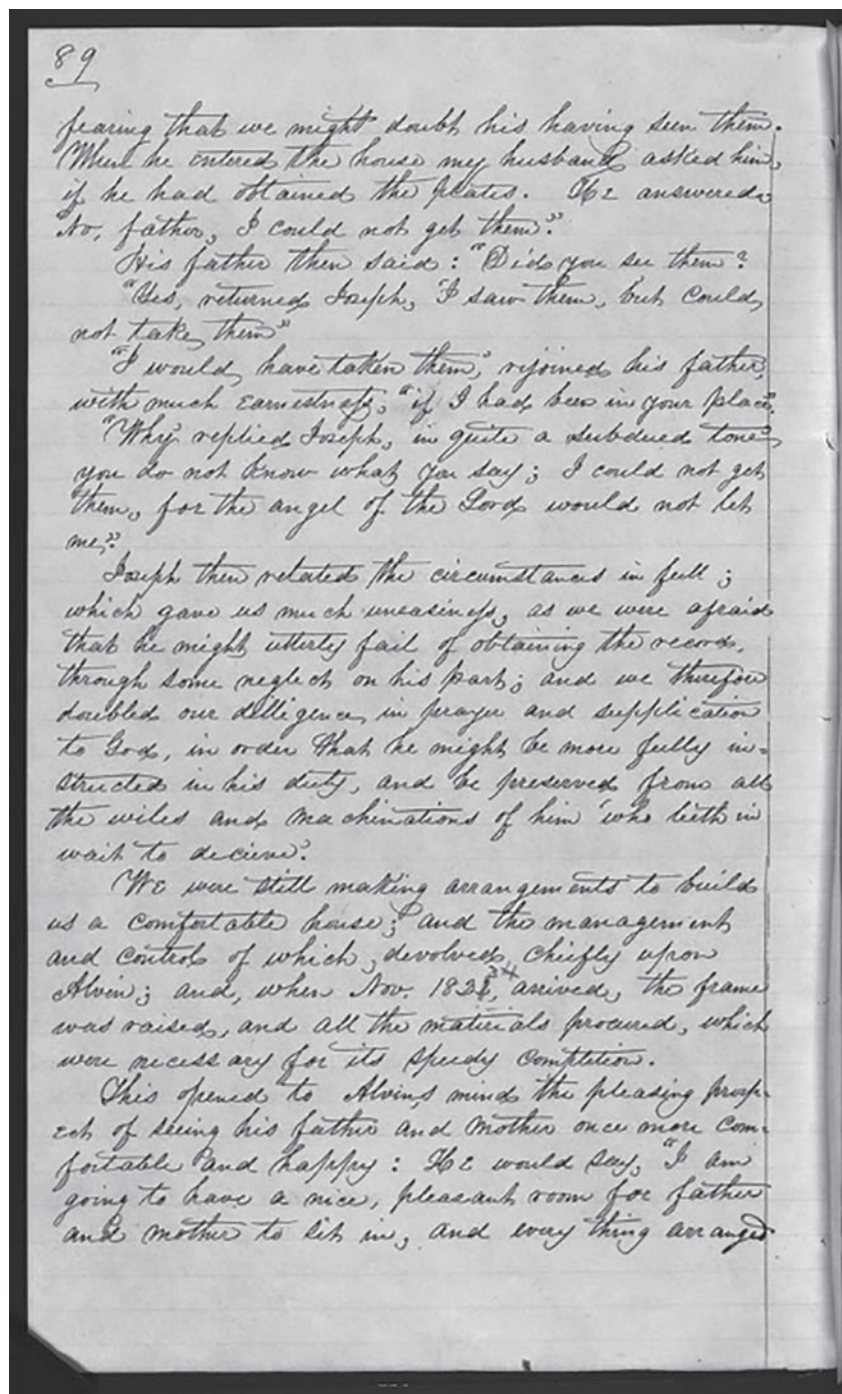 89
fearing that we might doubt his having seen them.
When he entered the house my husband asked him,
if he had obtained the plates. He answered
No, father, I could not get them."
His father then said: "Did you see them?
"Yes, returned Joseph, "I saw them, but could
not take them"
"I would have taken them," rejoined his father,
with much earnestness, "if I had been in your place.
"Why" replied Joseph, in quite a subdued tone"
you do not know what you say; I could not get
them, for the angel of the Lord would not let
me."
Joseph then related the circumstances in full;
which gave us much uneasiness, as we were afraid
that he might utterly fail of obtaining the record,
through some neglect on his part; and we therefore
doubled our dilligence in prayer and supplication
to God, in order that he might be more fully in=
structed in his duty, and be preserved from all
the wiles and machinations of him 'who lieth in
wait to decieve.'
We were still making arrangements to build
us a comfortable house; and the management
and control of which, devolved chiefly upon
Alvin; and, when Nov. arrived, the frame
was raised, and all the materials procured, which
were necessary for its speedy completion.
This opened to Alvin's mind the pleasing prosp-
ect of seeing his father and mother once more com-
fortable and happy: He would say, "I am
going to have a nice, pleasant room for father
and mother to sit in, and every thing arranged